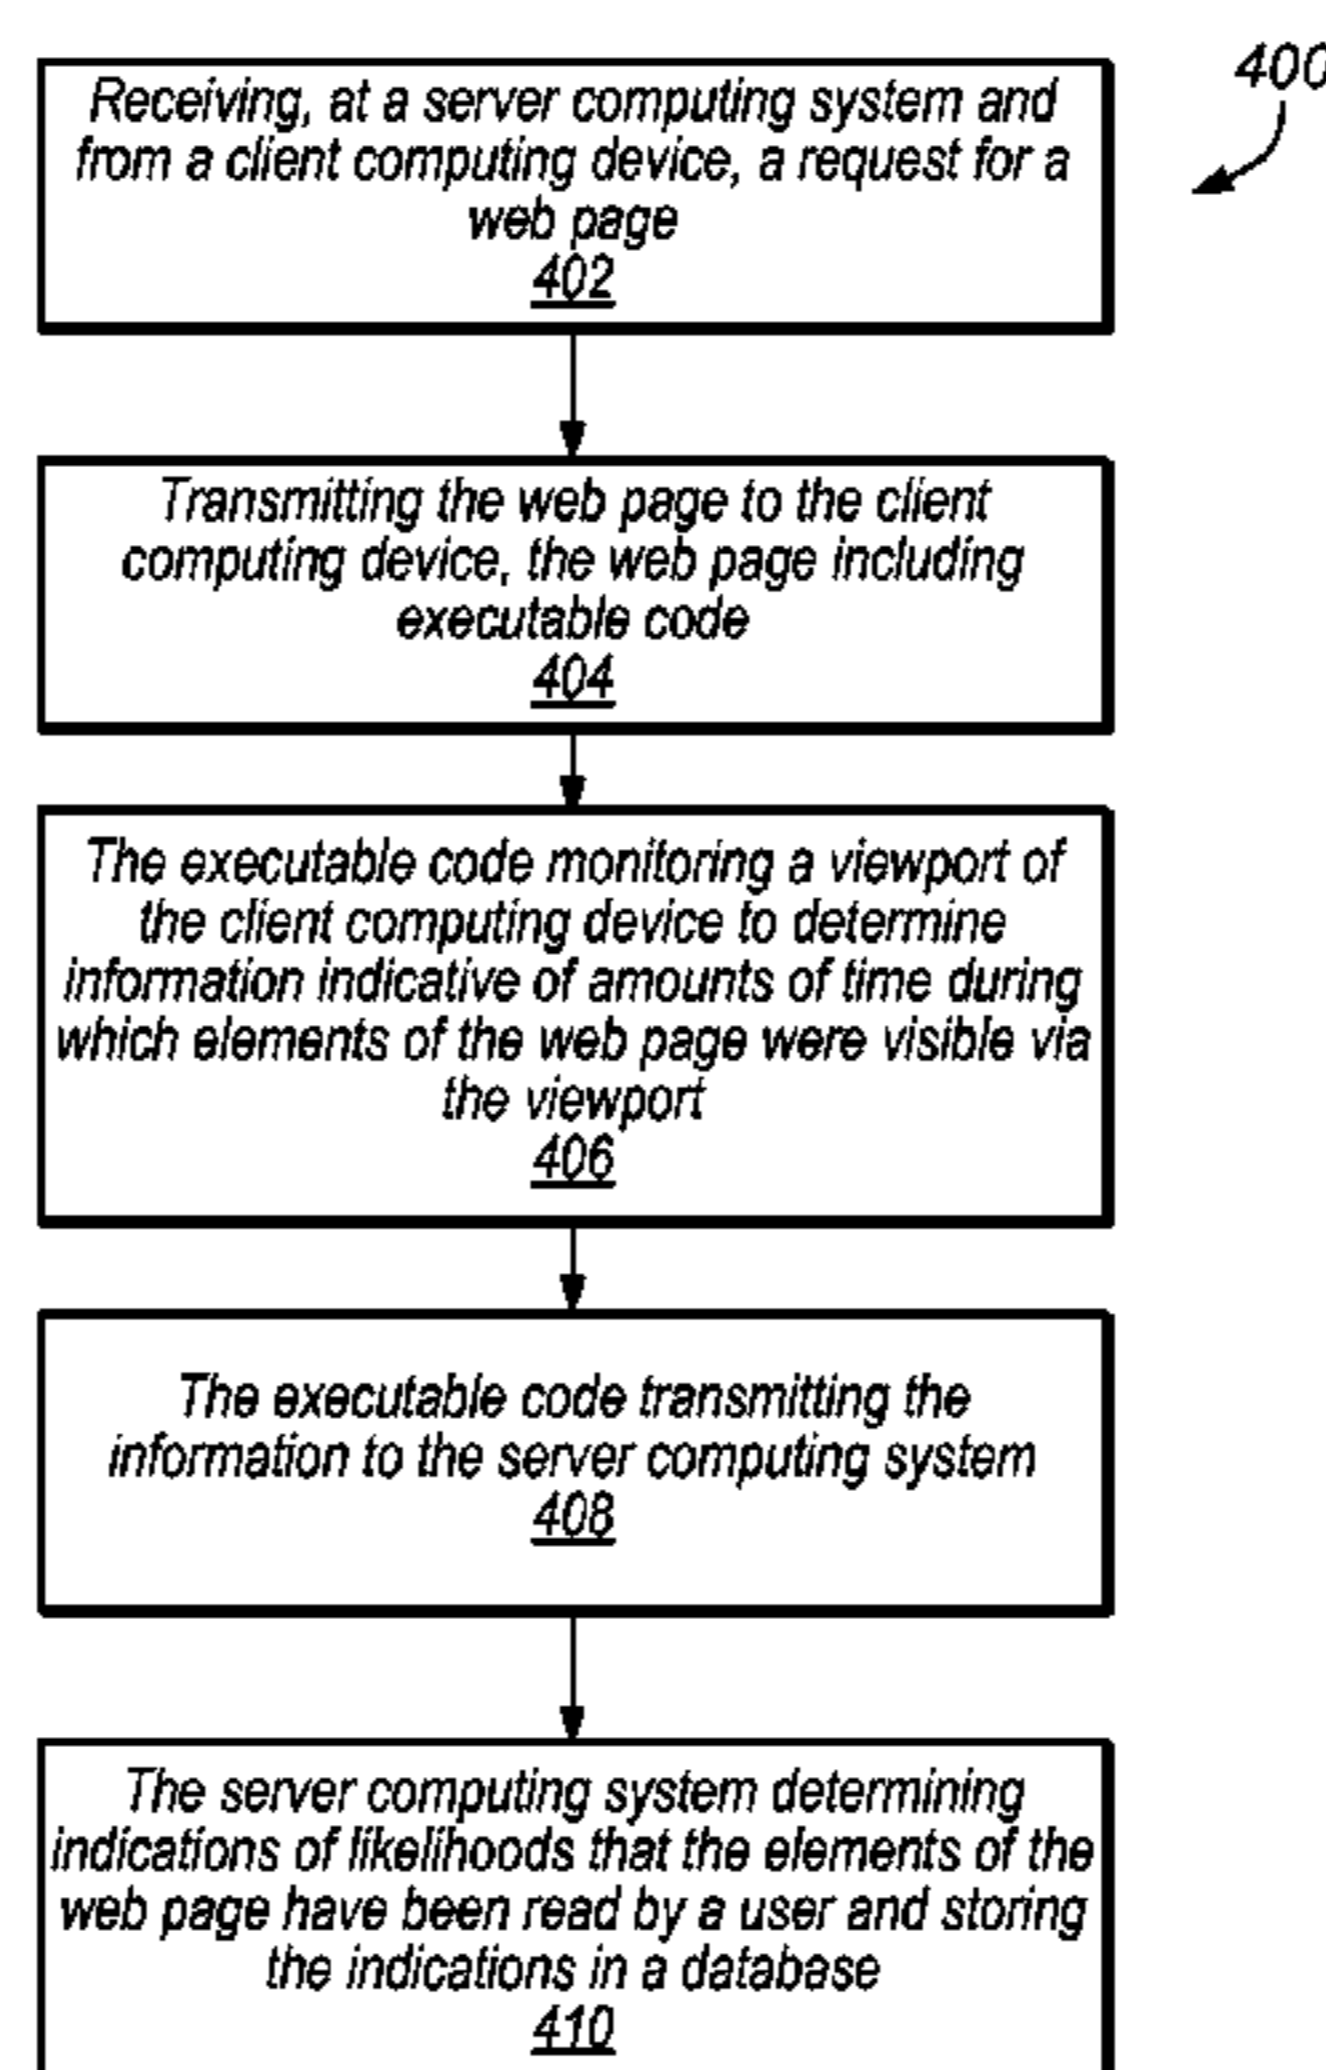 400
Receiving, at a server computing system and
from a client computing device, a request for a
web page
402
Transmitting the web page to the client
computing device, the web page including
executable code
404
The executable code monitoring a viewport of
the client computing device to determine
information indicative of amounts of time during
which elements of the web page were visible via
the viewport
406
The executable code transmitting the
information to the server computing system
408
The server computing system determining
indications of likelihoods that the elements of the
web page have been read by a user and storing
the indications in a database
410